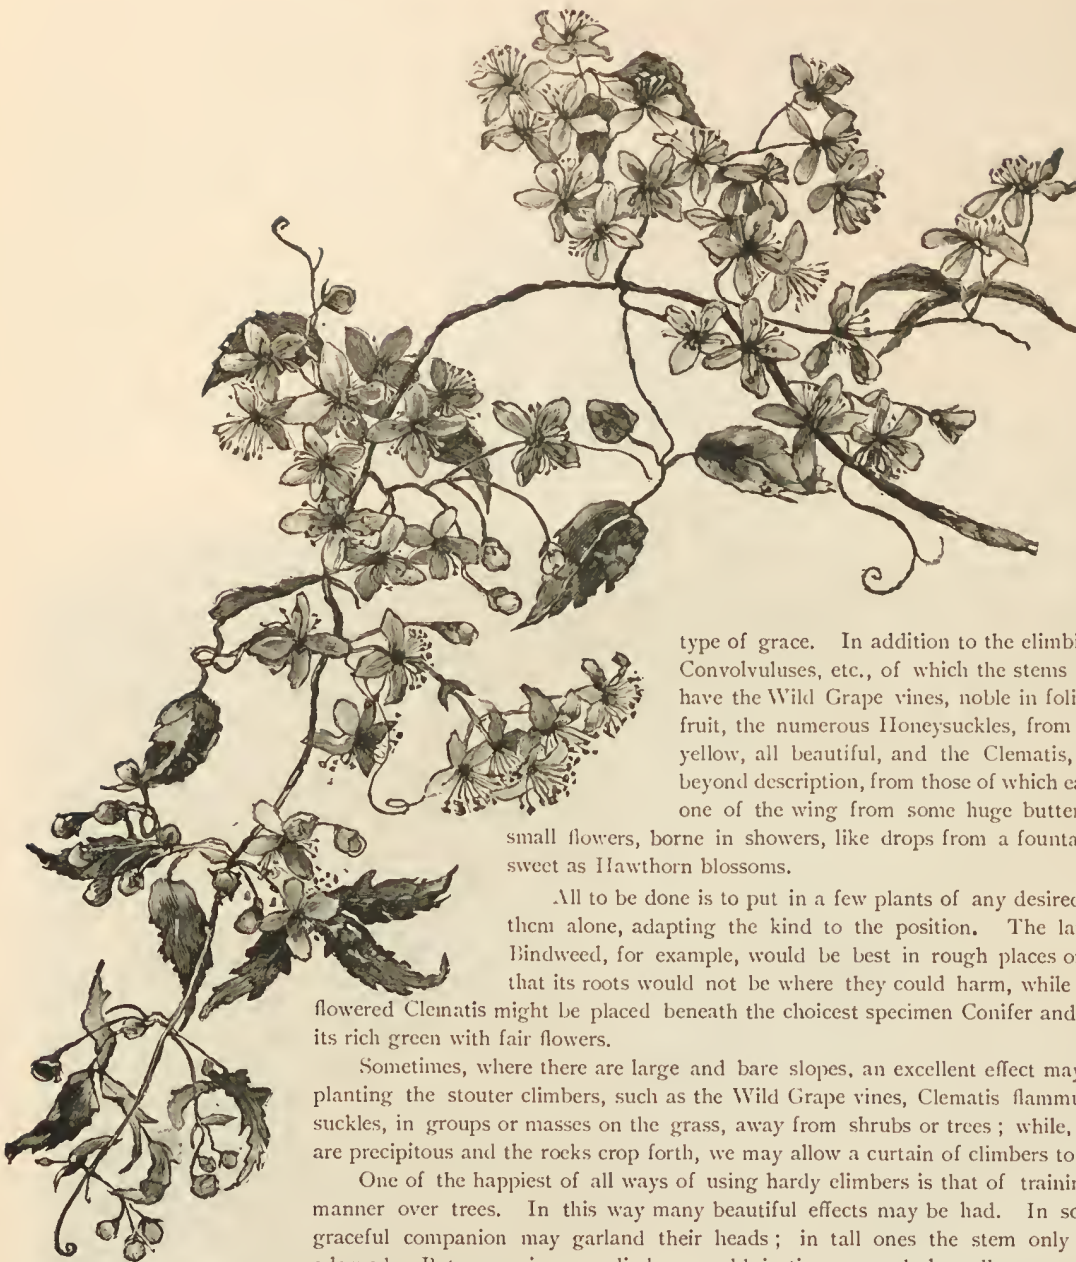 type of grace. In addition to the climbi
Convolvuluses, etc., of which the stems
have the Wild Grape vines, noble in foli
fruit, the numerous Honeysuckles, from
yellow, all beautiful, and the Clematis,
beyond description, from those of which ea
one of the wing from some huge butter
small flowers, borne in showers, like drops from a founta
sweet as Hawthorn blossoms.
All to be done is to put in a few plants of any desired
them alone, adapting the kind to the position. The la
Bindweed, for example, would be best in rough places o
that its roots would not be where they could harm, while
flowered Clematis might be placed beneath the choicest specimen Conifer and
its rich green with fair flowers.
Sometimes, where there are large and bare slopes, an excellent effect may
planting the stouter climbers, such as the Wild Grape vines, Clematis flammu
suckles, in groups or masses on the grass, away from shrubs or trees ; while,
are precipitous and the rocks crop forth, we may allow a curtain of climbers to
One of the happiest of all ways of using hardy climbers is that of trainin
manner over trees. In this way many beautiful effects may be had. In so
graceful companion may garland their heads ; in tall ones the stem only